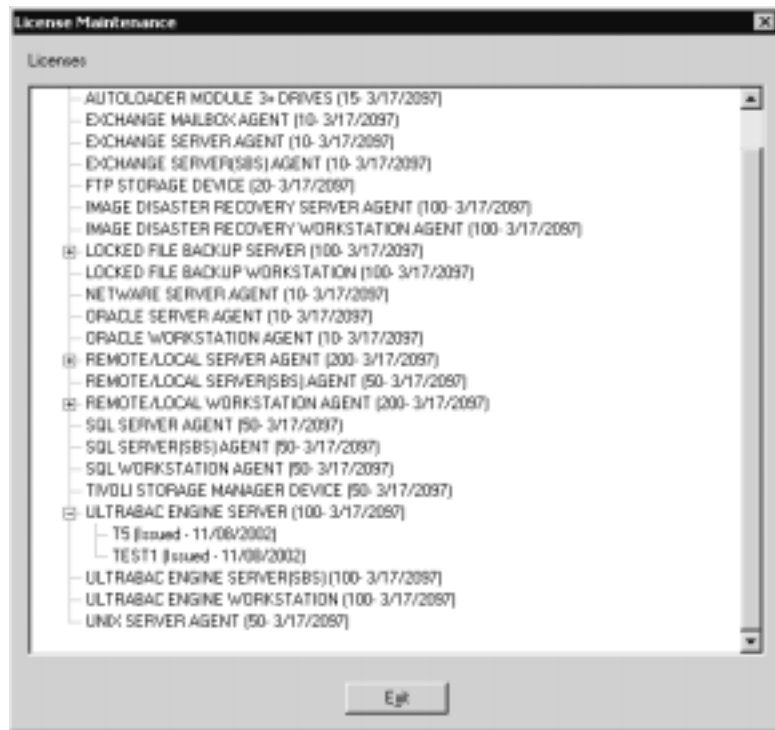 License Maintenance
Licenses
AUTOLOADER MODULE 3+ DRIVES (15- 3/17/2097)
EXCHANGE MAILBOX AGENT (10- 3/17/2097)
EXCHANGE SERVER AGENT (10- 3/17/2097)
EXCHANGE SERVER(SBS) AGENT (10- 3/17/2097)
FTP STORAGE DEVICE (20- 3/17/2097)
IMAGE DISASTER RECOVERY SERVER AGENT (100- 3/17/2097)
IMAGE DISASTER RECOVERY WORKSTATION AGENT (100- 3/17/2097)
LOCKED FILE BACKUP SERVER (100- 3/17/2097)
LOCKED FILE BACKUP WORKSTATION (100- 3/17/2097)
NETWARE SERVER AGENT (10- 3/17/2097)
ORACLE SERVER AGENT (10- 3/17/2097)
ORACLE WORKSTATION AGENT (10- 3/17/2097)
REMOTE/LOCAL SERVER AGENT (200- 3/17/2097)
REMOTE/LOCAL SERVER(SBS) AGENT (50- 3/17/2097)
REMOTE/LOCAL WORKSTATION AGENT (200- 3/17/2097)
SQL SERVER AGENT (50- 3/17/2097)
SQL SERVER(SBS) AGENT (50- 3/17/2097)
SQL WORKSTATION AGENT (50- 3/17/2097)
TIVOLI STORAGE MANAGER DEVICE (50- 3/17/2097)
ULTRABAC ENGINE SERVER (100- 3/17/2097)
T5 (Issued - 11/08/2002)
TEST1 (Issued - 11/08/2002)
ULTRABAC ENGINE SERVER(SBS) (100- 3/17/2097)
ULTRABAC ENGINE WORKSTATION (100- 3/17/2097)
UNIX SERVER AGENT (50- 3/17/2097)
Exit